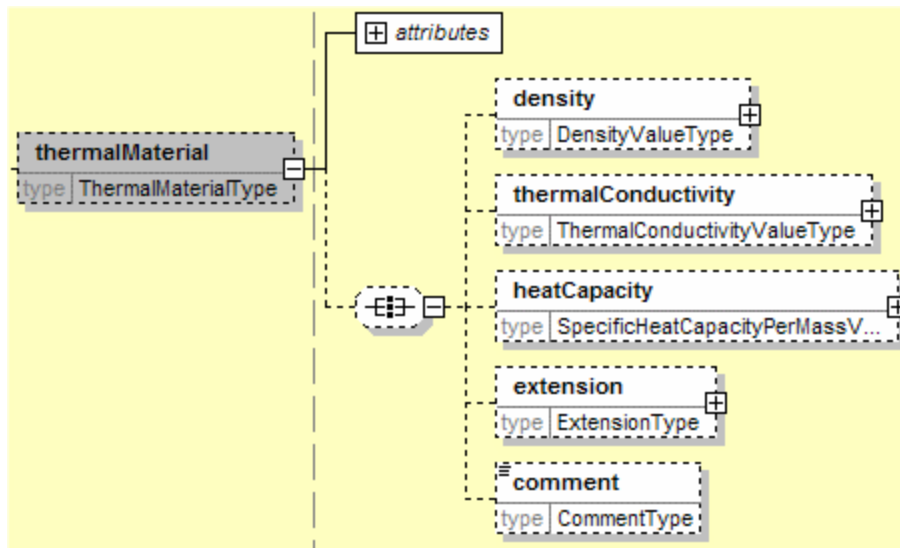 attributes
density
type DensityValueType
thermalMaterial
type ThermalMaterialType
thermalConductivity
type ThermalConductivityValueType
heatCapacity
type SpecificHeatCapacityPerMassV...
extension
type ExtensionType
comment
type CommentType